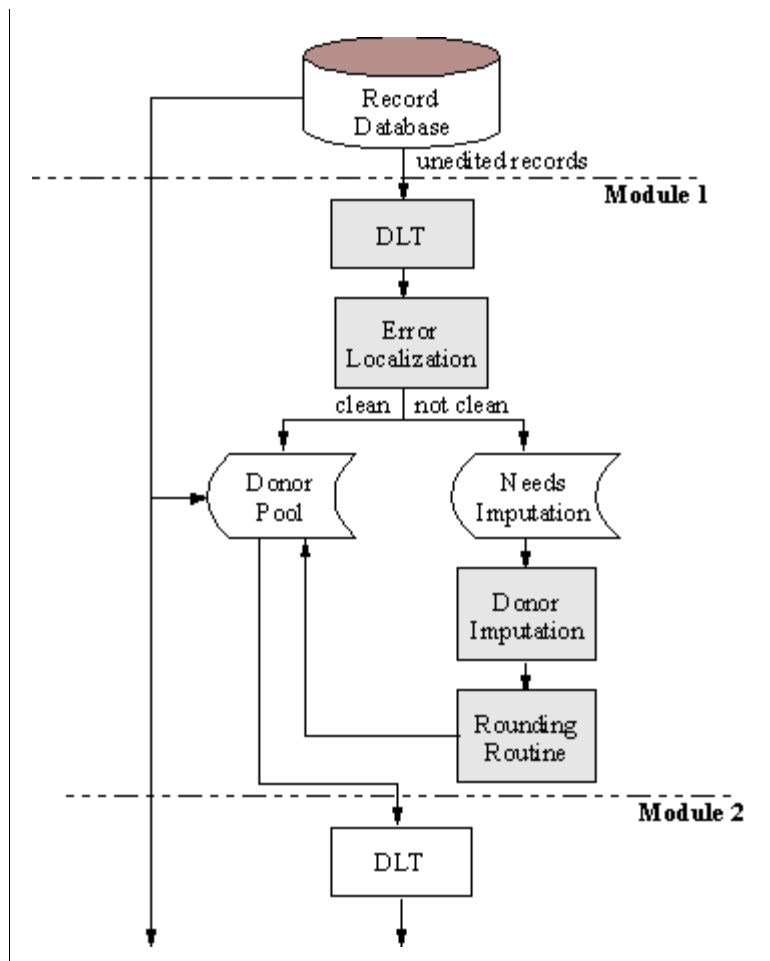 Record
Database
unedited records
Module 1
DLT
Error
Localization
clean
not clean
Donor
Pool
Needs
Imputation
Donor
Imputation
Rounding
Routine
Module 2
DLT